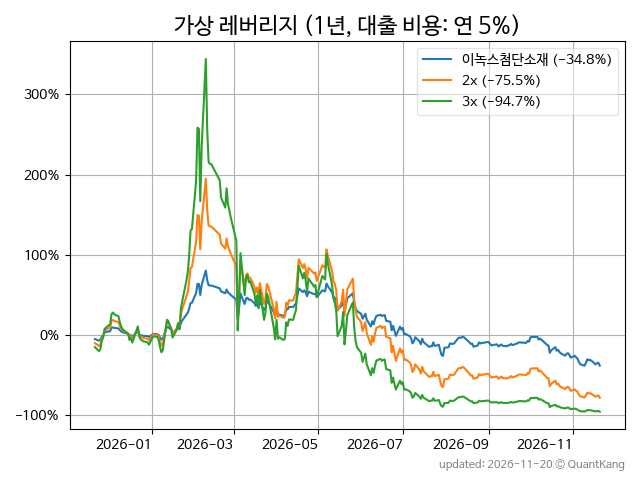 가상 레버리지 (1년, 대출 비용: 연 5%)
이녹스첨단소재 (−34.8%)
2x (−75.5%)
3x (−94.7%)
300%
200%
100%
0%
−100%
2026-01 2026-03 2026-05 2026-07 2026-09 2026-11
updated: 2026-11-20 © QuantKang